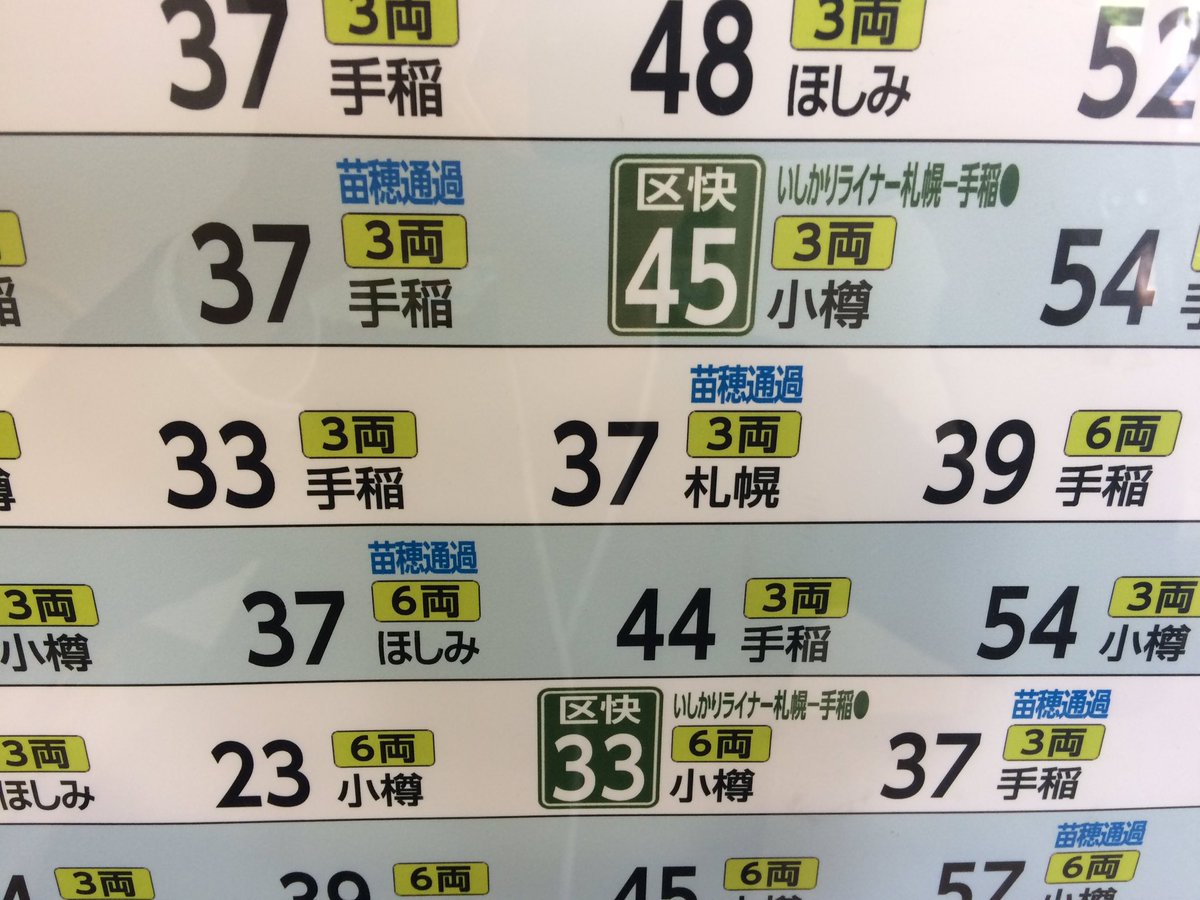 37 3両 手稲 48 3両 ほしみ 52
苗穂通過 区快 いしかりライナー札幌ー手稲●
37 3両 手稲 45 3両 小樽 54
苗穂通過
33 3両 手稲 37 3両 札幌 39 6両 手稲
苗穂通過
3両 小樽 37 6両 ほしみ 44 3両 手稲 54 3両 小樽
区快 いしかりライナー札幌ー手稲● 苗穂通過
3両 ほしみ 23 6両 小樽 33 6両 小樽 37 3両 手稲
苗穂通過
3両 39 6両 45 6両 57 6両